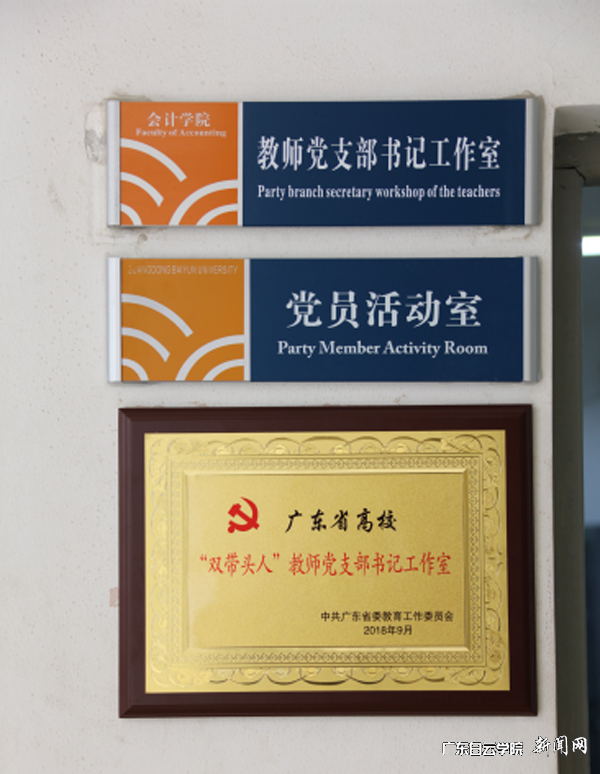 会计学院
Faculty of Accounting
教师党支部书记工作室
Party branch secretary workshop of the teachers
GUANGDONG BAIYUN UNIVERSITY
党员活动室
Party Member Activity Room
广东省高校
“双带头人”教师党支部书记工作室
中共广东省委教育工作委员会
2018年9月
广东白云学院 新闻网